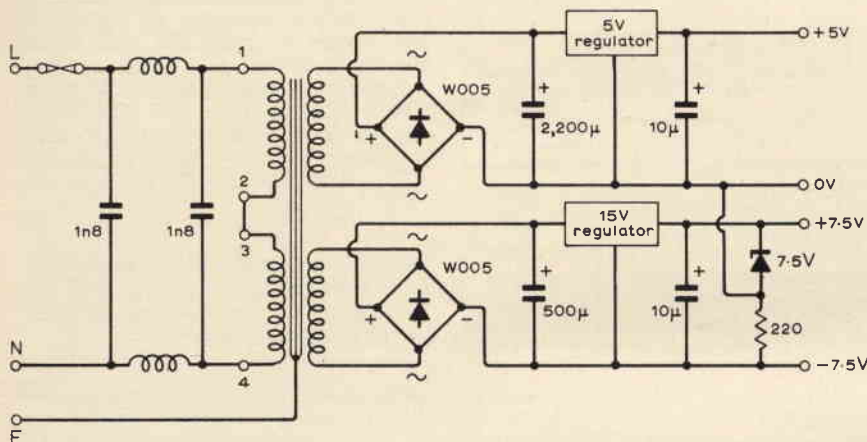 L
N
E
1
2
3
4
1n8
1n8
~
W005
+
-
~
+
2,200μ
5V
regulator
+
10μ
+5V
0V
~
W005
+
-
~
+
500μ
15V
regulator
+
10μ
+7·5V
7·5V
220
-7·5V